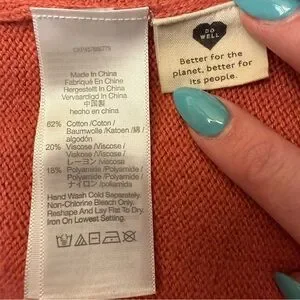 Made In China
Fabriqué En Chine
Hergestellt In China
Vervaardigd In China
中国製
hecho en china
62% Cotton /Coton /
Baumwolle /Katoen /綿 /
algodón
20% Viscose /Viscose /
Viskose /Viscose /
レーヨン /Viscosa
18% Polyamide /Polyamide /
Polyamide /Polyamide /
ナイロン /poliamida
Hand Wash Cold Separately.
Non-Chlorine Bleach Only.
Reshape And Lay Flat To Dry.
Iron On Lowest Setting.
DO
WELL
Better for the
planet, better for
its people.